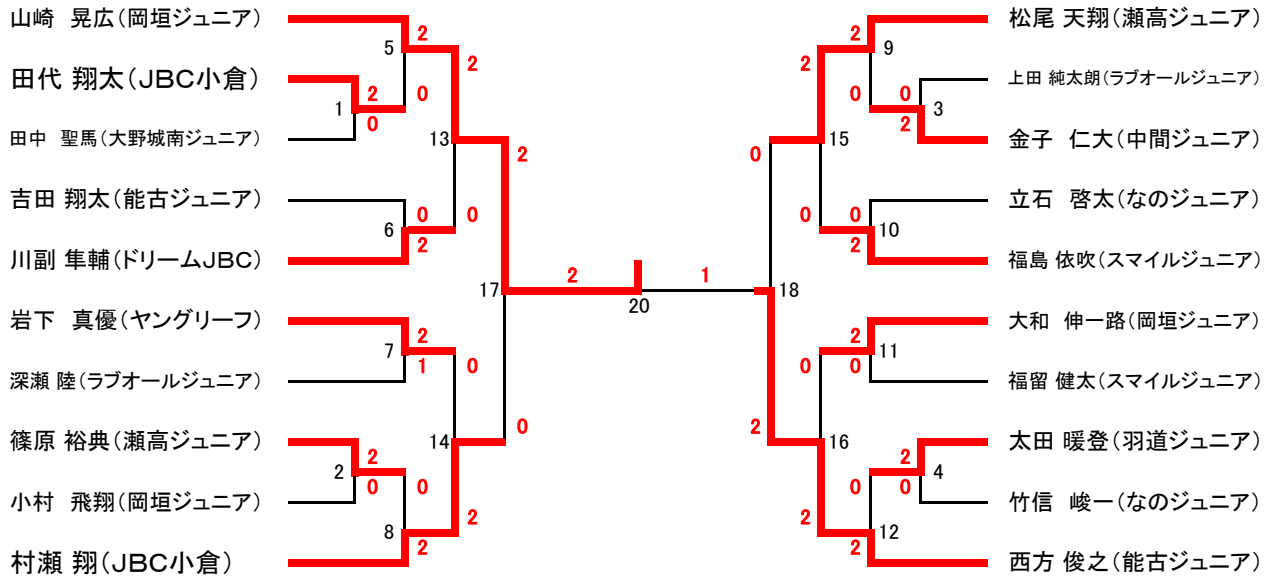 山崎　晃広(岡垣ジュニア)
田代 翔太(JBC小倉)
田中　聖馬(大野城南ジュニア)
吉田 翔太(能古ジュニア)
川副 隼輔(ドリームJBC)
岩下　真優(ヤングリーフ)
深瀬 陸(ラブオールジュニア)
篠原 裕典(瀬高ジュニア)
小村　飛翔(岡垣ジュニア)
村瀬 翔(JBC小倉)
5
2
1
2
0
0
13
2
6
0
2
0
7
2
1
0
2
2
0
0
8
2
14
2
17
2
0
2
20
1
18
0
2
15
2
0
16
0
2
9
2
0
3
0
2
10
0
2
11
2
0
4
2
0
12
0
2
松尾 天翔(瀬高ジュニア)
上田 純太朗(ラブオールジュニア)
金子　仁大(中間ジュニア)
立石　啓太(なのジュニア)
福島 依吹(スマイルジュニア)
大和　伸一路(岡垣ジュニア)
福留 健太(スマイルジュニア)
太田 暖登(羽道ジュニア)
竹信　峻一(なのジュニア)
西方 俊之(能古ジュニア)